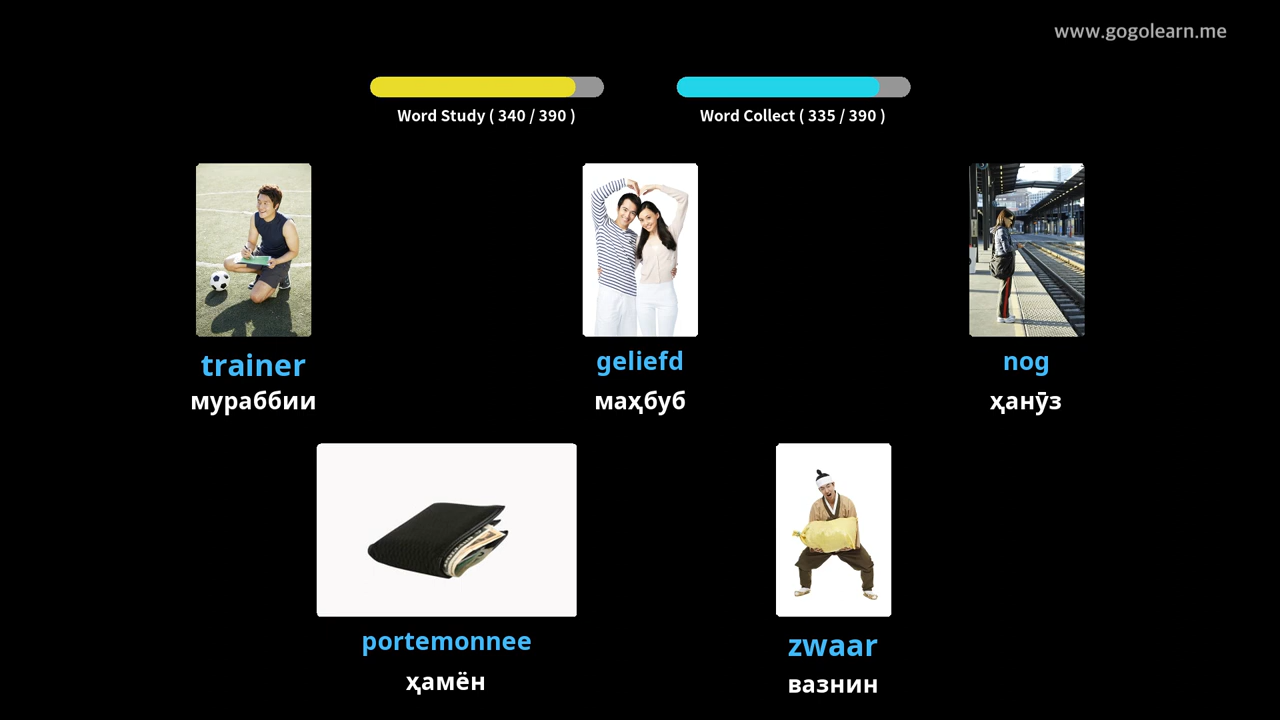 www.gogolearn.me
Word Study ( 340 / 390 )
Word Collect ( 335 / 390 )
trainer
мураббии
geliefd
маҳбуб
nog
ҳанӯз
portemonnee
ҳамён
zwaar
вазнин